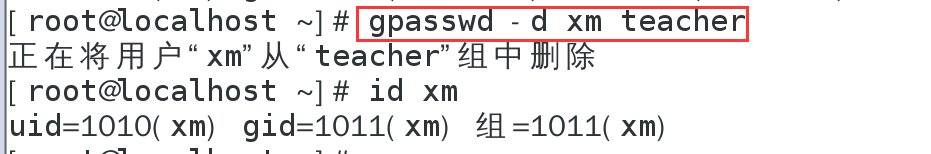 [ root@localhost ~] # gpasswd - d xm teacher
正在将用户“xm”从“teacher”组中删除
[ root@localhost ~] # id xm
uid=1010( xm) gid=1011( xm) 组=1011( xm)